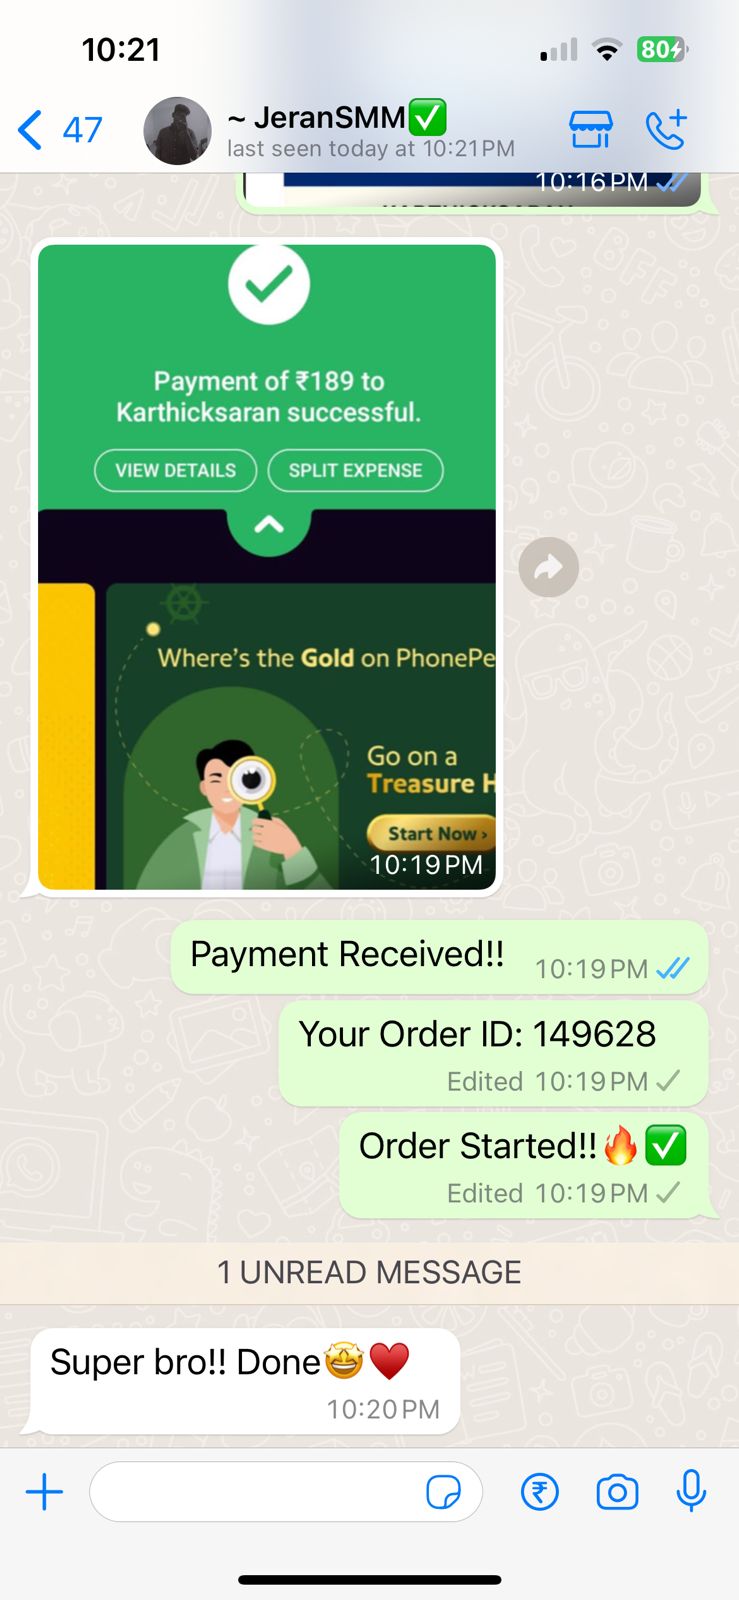 10:21
80
47
~ JeranSMM✅
last seen today at 10:21 PM
10:16 PM
Payment of ₹189 to
Karthicksaran successful.
VIEW DETAILS
SPLIT EXPENSE
Where's the Gold on PhonePe
Go on a
Treasure H
Start Now ›
10:19 PM
Payment Received!!
10:19 PM
Your Order ID: 149628
Edited 10:19 PM
Order Started!!🔥✅
Edited 10:19 PM
1 UNREAD MESSAGE
Super bro!! Done🤩♥️
10:20 PM